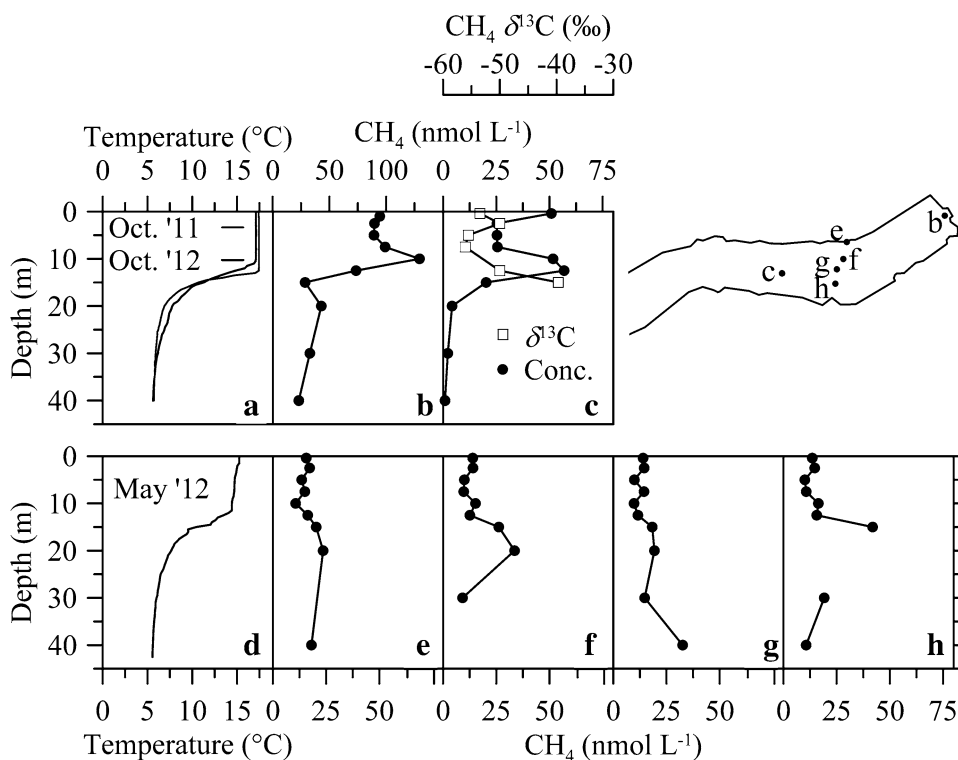 CH₄ δ¹³C (‰)
-60 -50 -40 -30
Temperature (°C) CH₄ (nmol L⁻¹)
0 5 10 15 0 50 100 0 25 50 75
0
10
20
30
40
Depth (m)
Oct. '11
Oct. '12
a
b
δ¹³C
Conc.
c
b
e
f
g
c
h
0
10
20
30
40
Depth (m)
May '12
d
e
f
g
h
0 5 10 15 0 25 50 0 25 50 0 25 50 0 25 50 75
Temperature (°C) CH₄ (nmol L⁻¹)